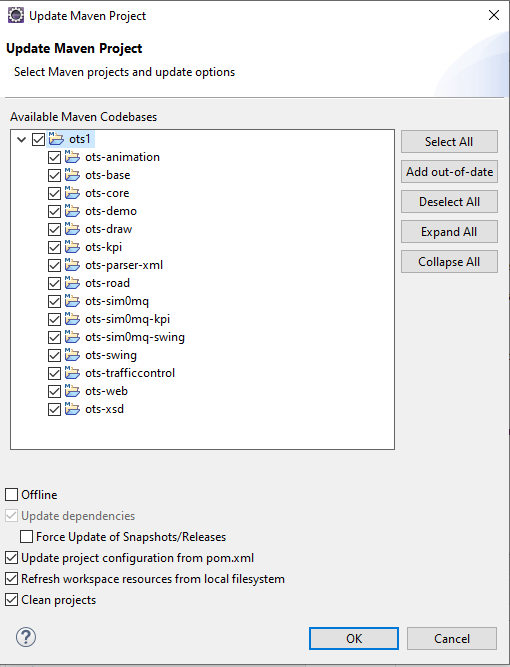 Update Maven Project
Update Maven Project
Select Maven projects and update options
Available Maven Codebases
ots1
ots-animation
ots-base
ots-core
ots-demo
ots-draw
ots-kpi
ots-parser-xml
ots-road
ots-sim0mq
ots-sim0mq-kpi
ots-sim0mq-swing
ots-swing
ots-trafficcontrol
ots-web
ots-xsd
Select All
Add out-of-date
Deselect All
Expand All
Collapse All
Offline
Update dependencies
Force Update of Snapshots/Releases
Update project configuration from pom.xml
Refresh workspace resources from local filesystem
Clean projects
OK
Cancel